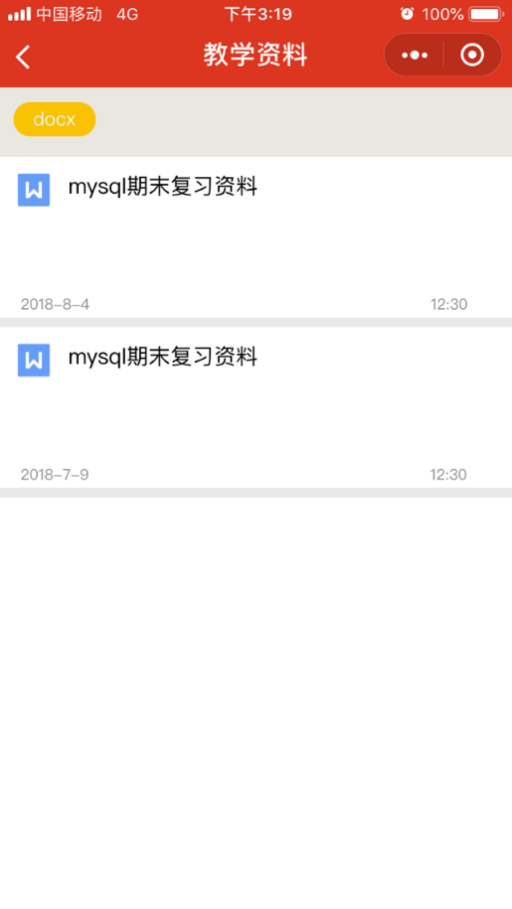 中国移动 4G 下午3:19 100%
教学资料
docx
mysql期末复习资料
2018-8-4 12:30
mysql期末复习资料
2018-7-9 12:30